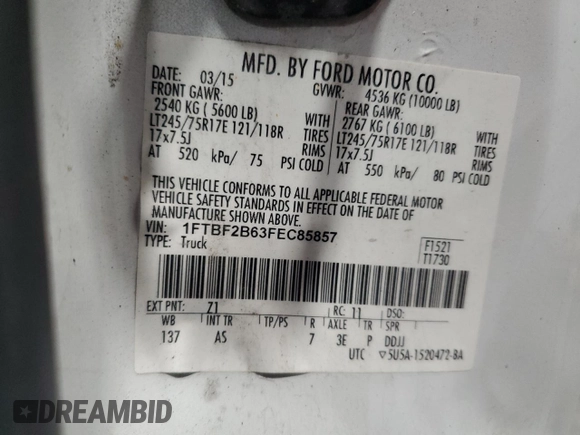 MFD. BY FORD MOTOR CO.
DATE: 03/15 GVWR: 4536 KG (10000 LB)
FRONT GAWR: REAR GAWR:
2540 KG ( 5600 LB) WITH 2767 KG ( 6100 LB) WITH
LT245/75R17E 121/118R TIRES LT245/75R17E 121/118R TIRES
17x7.5J RIMS 17x7.5J RIMS
AT 520 kPa/ 75 PSI COLD AT 550 kPa/ 80 PSI COLD
THIS VEHICLE CONFORMS TO ALL APPLICABLE FEDERAL MOTOR
VEHICLE SAFETY STANDARDS IN EFFECT ON THE DATE OF
MANUFACTURE SHOWN ABOVE.
VIN: 1FTBF2B63FEC85857 F1521
TYPE: Truck T1730
EXT PNT: Z1 RC: 11 DSO:
WB INT TR TP/PS R AXLE TR SPR
137 AS 7 3E P DDJJ
UTC ▽5U5A-1520472-BA
DREAMBID